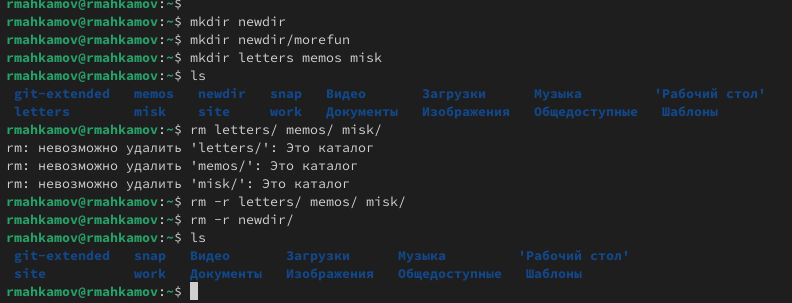 rmahkamov@rmahkamov:~$
rmahkamov@rmahkamov:~$ mkdir newdir
rmahkamov@rmahkamov:~$ mkdir newdir/morefun
rmahkamov@rmahkamov:~$ mkdir letters memos misk
rmahkamov@rmahkamov:~$ ls
git-extended memos newdir snap Видео Загрузки Музыка 'Рабочий стол'
letters misk site work Документы Изображения Общедоступные Шаблоны
rmahkamov@rmahkamov:~$ rm letters/ memos/ misk/
rm: невозможно удалить 'letters/': Это каталог
rm: невозможно удалить 'memos/': Это каталог
rm: невозможно удалить 'misk/': Это каталог
rmahkamov@rmahkamov:~$ rm -r letters/ memos/ misk/
rmahkamov@rmahkamov:~$ rm -r newdir/
rmahkamov@rmahkamov:~$ ls
git-extended snap Видео Загрузки Музыка 'Рабочий стол'
site work Документы Изображения Общедоступные Шаблоны
rmahkamov@rmahkamov:~$